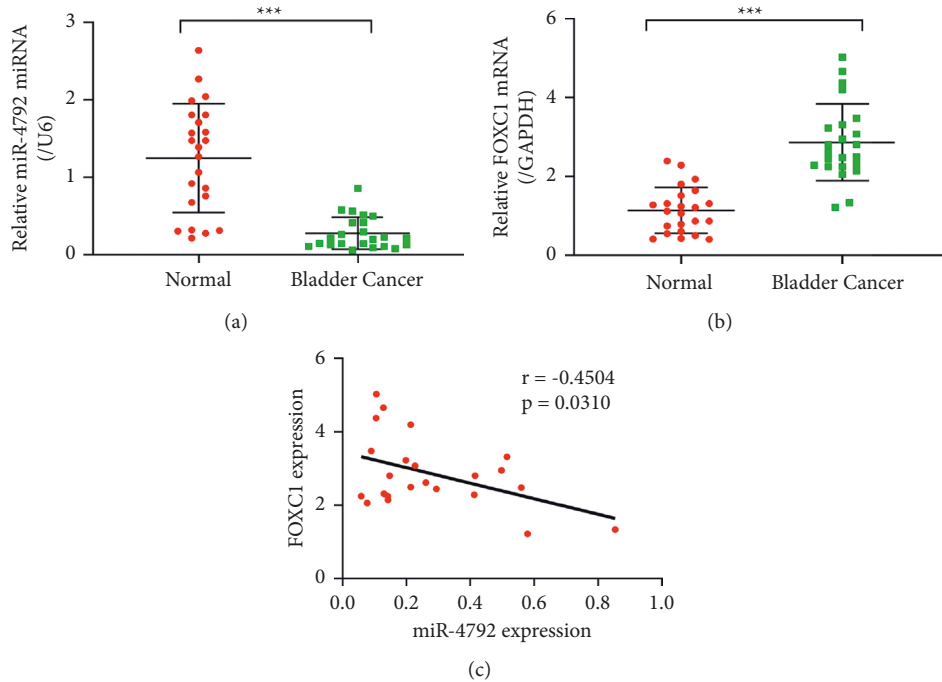 ***
3
2
1
0
Relative miR-4792 miRNA
(/U6)
Normal
Bladder Cancer
(a)
***
6
4
2
0
Relative FOXC1 mRNA
(/GAPDH)
Normal
Bladder Cancer
(b)
6
4
2
0
FOXC1 expression
r = -0.4504
p = 0.0310
0.0 0.2 0.4 0.6 0.8 1.0
miR-4792 expression
(c)